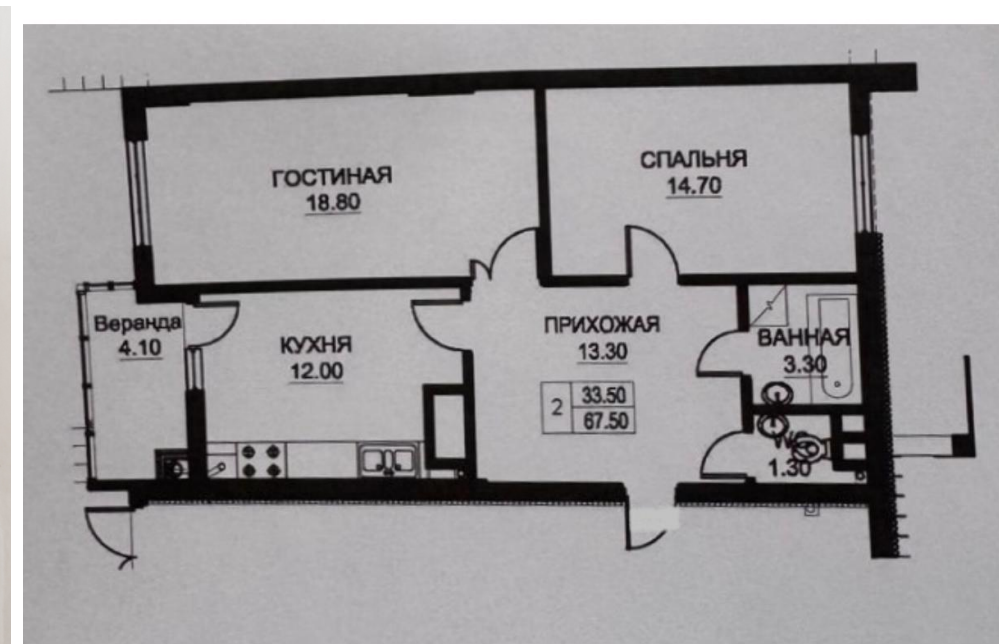 ГОСТИНАЯ
18.80
СПАЛЬНЯ
14.70
Веранда
4.10
КУХНЯ
12.00
ПРИХОЖАЯ
13.30
2
33.50
67.50
ВАННАЯ
3.30
WC
1.30